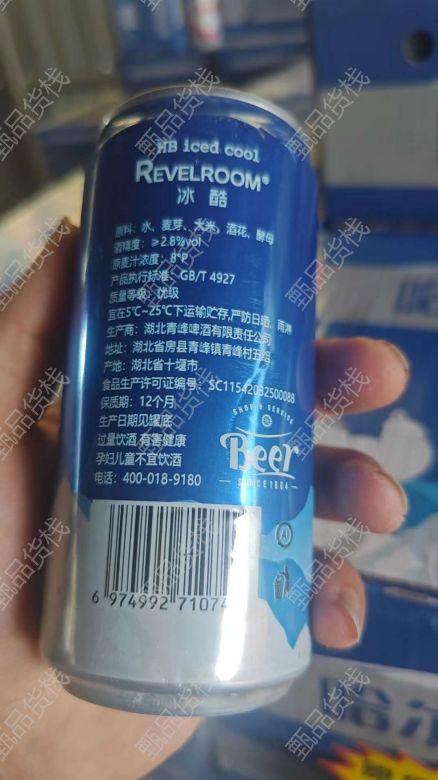 HB iced cool
REVELROOM®
冰酷
原料：水、麦芽、大米、酒花、酵母
酒精度：≥2.8%vol
原麦汁浓度：8°P
产品执行标准：GB/T 4927
质量等级：优级
宜在5℃-25℃下运输贮存,严防日晒、雨淋
生产商：湖北青峰啤酒有限责任公司
地址：湖北省房县青峰镇青峰村五组
产地：湖北省十堰市
食品生产许可证编号：SC11542032500088
保质期：12个月
生产日期见罐底
过量饮酒,有害健康
孕妇儿童不宜饮酒
电话：400-018-9180
Beer
SINCE1864
6 974992 71074
哈尔
甄品货栈